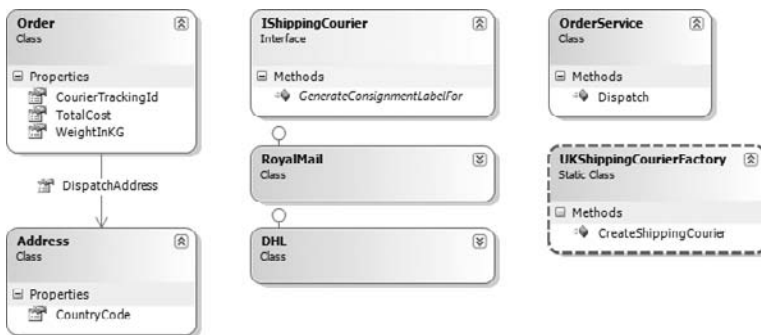 Order
Class
Properties
CourierTrackingId
TotalCost
WeightInKG
DispatchAddress
Address
Class
Properties
CountryCode
IShippingCourier
Interface
Methods
GenerateConsignmentLabelFor
RoyalMail
Class
DHL
Class
OrderService
Class
Methods
Dispatch
UKShippingCourierFactory
Static Class
Methods
CreateShippingCourier